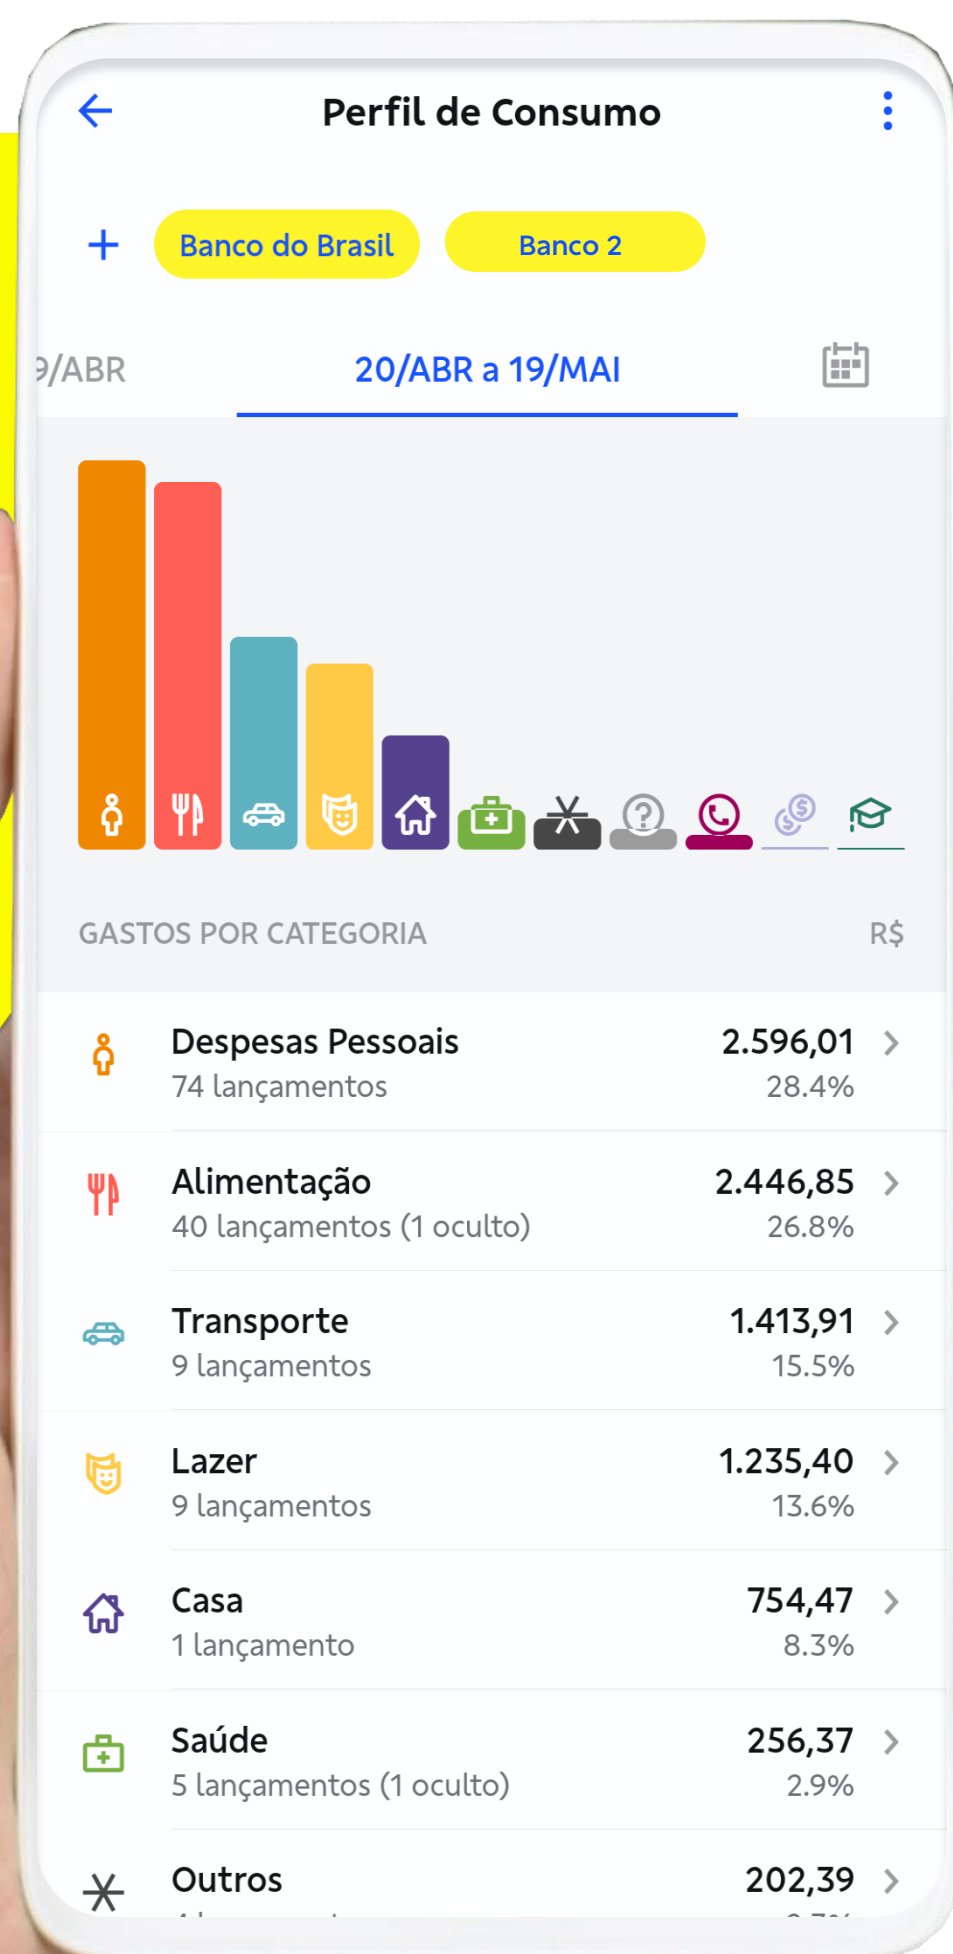 Perfil de Consumo
+ Banco do Brasil Banco 2
9/ABR 20/ABR a 19/MAI
GASTOS POR CATEGORIA R$
Despesas Pessoais 2.596,01
74 lançamentos 28.4%
Alimentação 2.446,85
40 lançamentos (1 oculto) 26.8%
Transporte 1.413,91
9 lançamentos 15.5%
Lazer 1.235,40
9 lançamentos 13.6%
Casa 754,47
1 lançamento 8.3%
Saúde 256,37
5 lançamentos (1 oculto) 2.9%
Outros 202,39